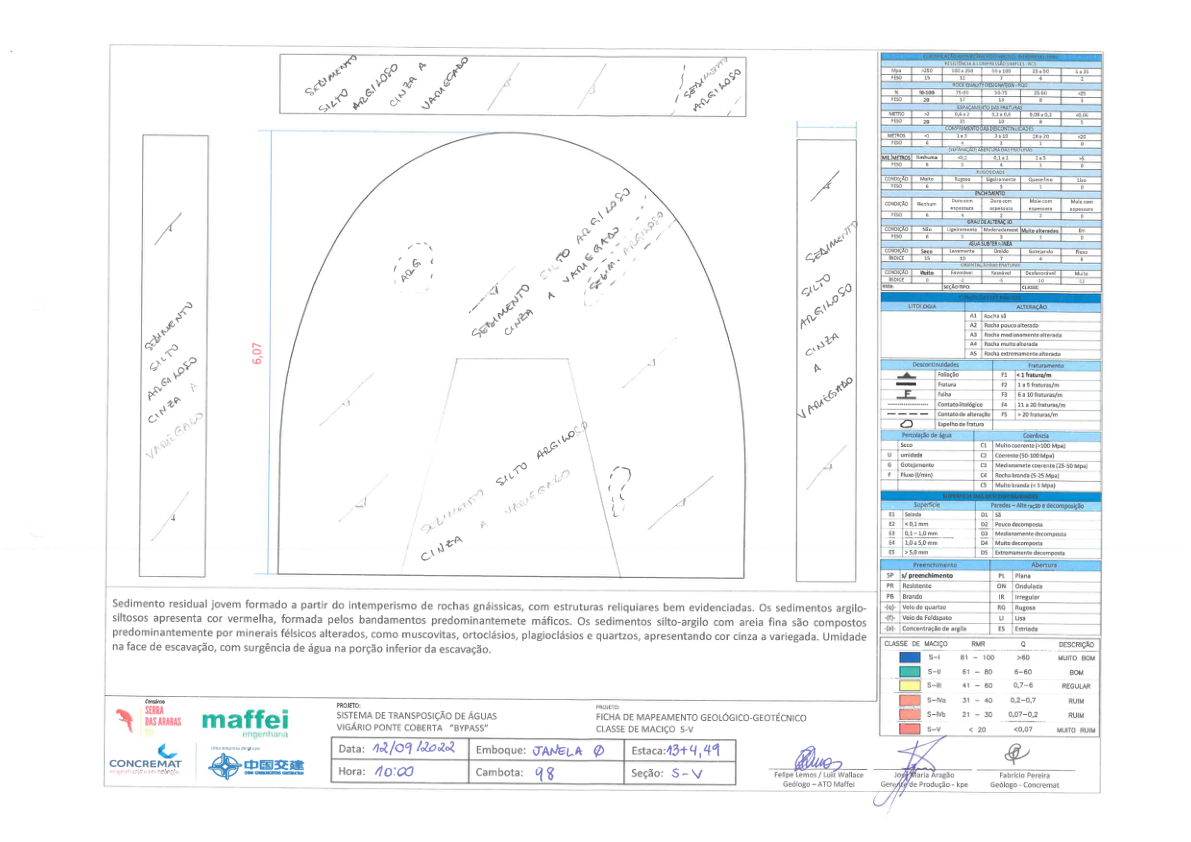 SEDIMENTO
SILTO ARGILOSO
CINZA A
VARIEGADO
SEDIMENTO
ARGILOSO
SEDIMENTO
SILTO
ARGILOSO
CINZA A
VARIEGADO
6,07
ARG
SEDIMENTO SILTO ARGILOSO
CINZA A VARIEGADO
SEDIM. ARGILOSO
SEDIMENTO SILTO ARGILOSO
CINZA A VARIEGADO
SEDIMENTO
SILTO
ARGILOSO
CINZA
A
VARIEGADO
Sedimento residual jovem formado a partir do intemperismo de rochas gnáissicas, com estruturas reliquiares bem evidenciadas. Os sedimentos argilo-
siltosos apresenta cor vermelha, formada pelos bandamentos predominantemete máficos. Os sedimentos silto-argilo com areia fina são compostos
predominantemente por minerais félsicos alterados, como muscovitas, ortoclásios, plagioclásios e quartzos, apresentando cor cinza a variegada. Umidade
na face de escavação, com surgência de água na porção inferior da escavação.
RESISTÊNCIA A COMPRESSÃO SIMPLES - RCS
Mpa >250 100 a 250 50 a 100 25 a 50 5 a 25
PESO 15 12 7 4 2
ROCK QUALITY DESIGNATION - RQD
% 90-100 75-90 50-75 25-50 <25
PESO 20 17 13 8 3
ESPAÇAMENTO DAS FRATURAS
METRO >2 0,6 a 2 0,2 a 0,6 0,06 a 0,2 <0,06
PESO 20 15 10 8 5
COMPRIMENTO DAS DESCONTINUIDADES
METROS <1 1 a 3 3 a 10 10 a 20 >20
PESO 6 4 2 1 0
SEPARAÇÃO/ABERTURA DAS FRATURAS
MILÍMETROS Nenhuma <0,1 0,1 a 1 1 a 5 >5
PESO 6 5 4 1 0
RUGOSIDADE
CONDIÇÃO Muito Rugosa Ligeiramente Quase liso Liso
PESO 6 5 3 1 0
ENCHIMENTO
CONDIÇÃO Nenhum Duro com espessura Duro com espessura Mole com espessura Mole com espessura
PESO 6 4 2 2 0
GRAU DE ALTERAÇÃO
CONDIÇÃO Não Ligeiramente Moderadament Muito alteradas Em
PESO 6 5 3 1 0
ÁGUA SUBTERRÂNEA
CONDIÇÃO Seco Levemente Úmido Gotejando Fluxo
ÍNDICE 15 10 7 4 0
ORIENTAÇÃO DAS FRATURAS
CONDIÇÃO Muito Favorável Razoável Desfavorável Muito
ÍNDICE 0 -2 -5 -10 -12
RMR: SEÇÃO TIPO: CLASSE:
LITOLOGIA ALTERAÇÃO
A1 Rocha sã
A2 Rocha pouco alterada
A3 Rocha medianamente alterada
A4 Rocha muito alterada
A5 Rocha extremamente alterada
Descontinuidades Fraturamento
Foliação F1 < 1 fratura/m
Fratura F2 1 a 5 fraturas/m
F Falha F3 6 a 10 fraturas/m
Contato litológico F4 11 a 20 fraturas/m
Contato de alteração F5 > 20 fraturas/m
Espelho de fratura
Percolação de água Coerência
Seco C1 Muito coerente (>100 Mpa)
U umidade C2 Coerente (50-100 Mpa)
G Gotejamento C3 Medianamete coerente (25-50 Mpa)
F Fluxo (l/min) C4 Rocha branda (5-25 Mpa)
C5 Muito branda (< 5 Mpa)
SUPERFÍCIE DAS DESCONTINUIDADES
Superfície Paredes – Alteração e decomposição
E1 Selada D1 Sã
E2 < 0,1 mm D2 Pouco decomposta
E3 0,1 – 1,0 mm D3 Medianamente decomposta
E4 1,0 a 5,0 mm D4 Muito decomposta
E5 > 5,0 mm D5 Extremamente decomposta
Preenchimento Abertura
SP s/ preenchimento PL Plana
PR Resistente ON Ondulada
PB Brando IR Irregular
-(q)- Veio de quartzo RG Rugosa
-(f)- Veio de Feldspato LI Lisa
-(a)- Concentração de argila ES Estriada
CLASSE DE MACIÇO RMR Q DESCRIÇÃO
S-I 81 – 100 >60 MUITO BOM
S-II 61 – 80 6-60 BOM
S-III 41 – 60 0,7-6 REGULAR
S-IVa 31 – 40 0,2-0,7 RUIM
S-IVb 21 – 30 0,07-0,2 RUIM
S-V < 20 <0,07 MUITO RUIM
Consórcio
SERRA
DAS ARARAS
maffei
engenharia
CONCREMAT
engenharia e tecnologia
uma empresa do grupo
中国交建
CHINA COMMUNICATIONS CONSTRUCTION
PROJETO:
SISTEMA DE TRANSPOSIÇÃO DE ÁGUAS
VIGÁRIO PONTE COBERTA "BYPASS"
PROJETO:
FICHA DE MAPEAMENTO GEOLÓGICO-GEOTÉCNICO
CLASSE DE MACIÇO S-V
Data: 12/09/2022 Emboque: JANELA Ø Estaca: 13+4,49
Hora: 10:00 Cambota: 98 Seção: S-V
Felipe Lemos / Luiz Wallace
Geólogo – ATO Maffei
José Maria Aragão
Gerente de Produção - kpe
Fabrício Pereira
Geólogo - Concremat